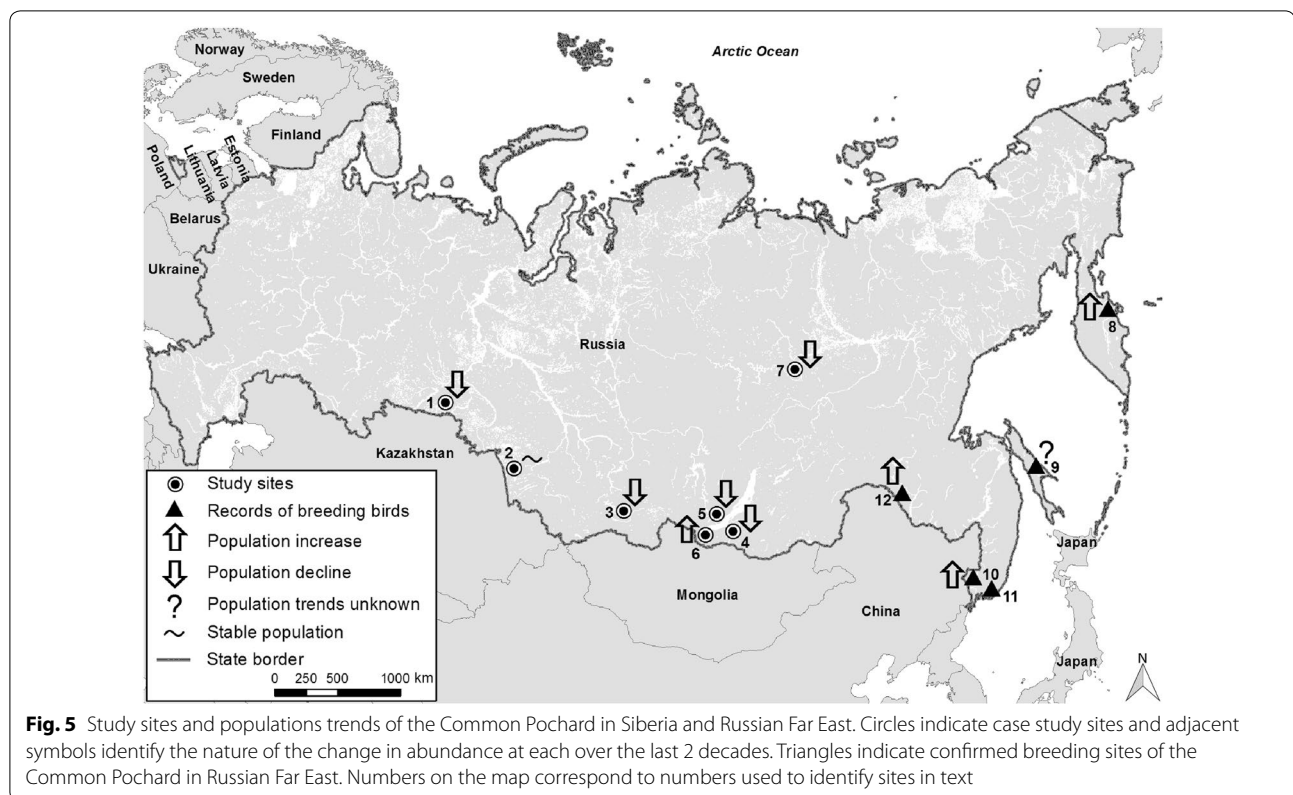 Norway
Sweden
Finland
Arctic Ocean
Estonia
Latvia
Lithuania
Poland
Belarus
Ukraine
Russia
8
7
1
Kazakhstan
2
?
9
12
3
5
4
6
Japan
Mongolia
China
10
11
Japan
N
Study sites
Records of breeding birds
Population increase
Population decline
? Population trends unknown
~ Stable population
State border
0 250 500 1000 km
Fig. 5 Study sites and populations trends of the Common Pochard in Siberia and Russian Far East. Circles indicate case study sites and adjacent
symbols identify the nature of the change in abundance at each over the last 2 decades. Triangles indicate confirmed breeding sites of the
Common Pochard in Russian Far East. Numbers on the map correspond to numbers used to identify sites in text